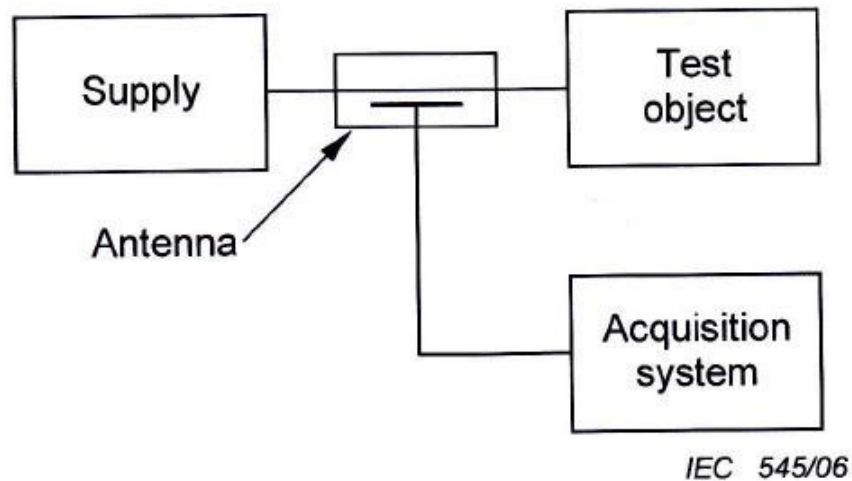 Supply
Test
object
Antenna
Acquisition
system
IEC 545/06